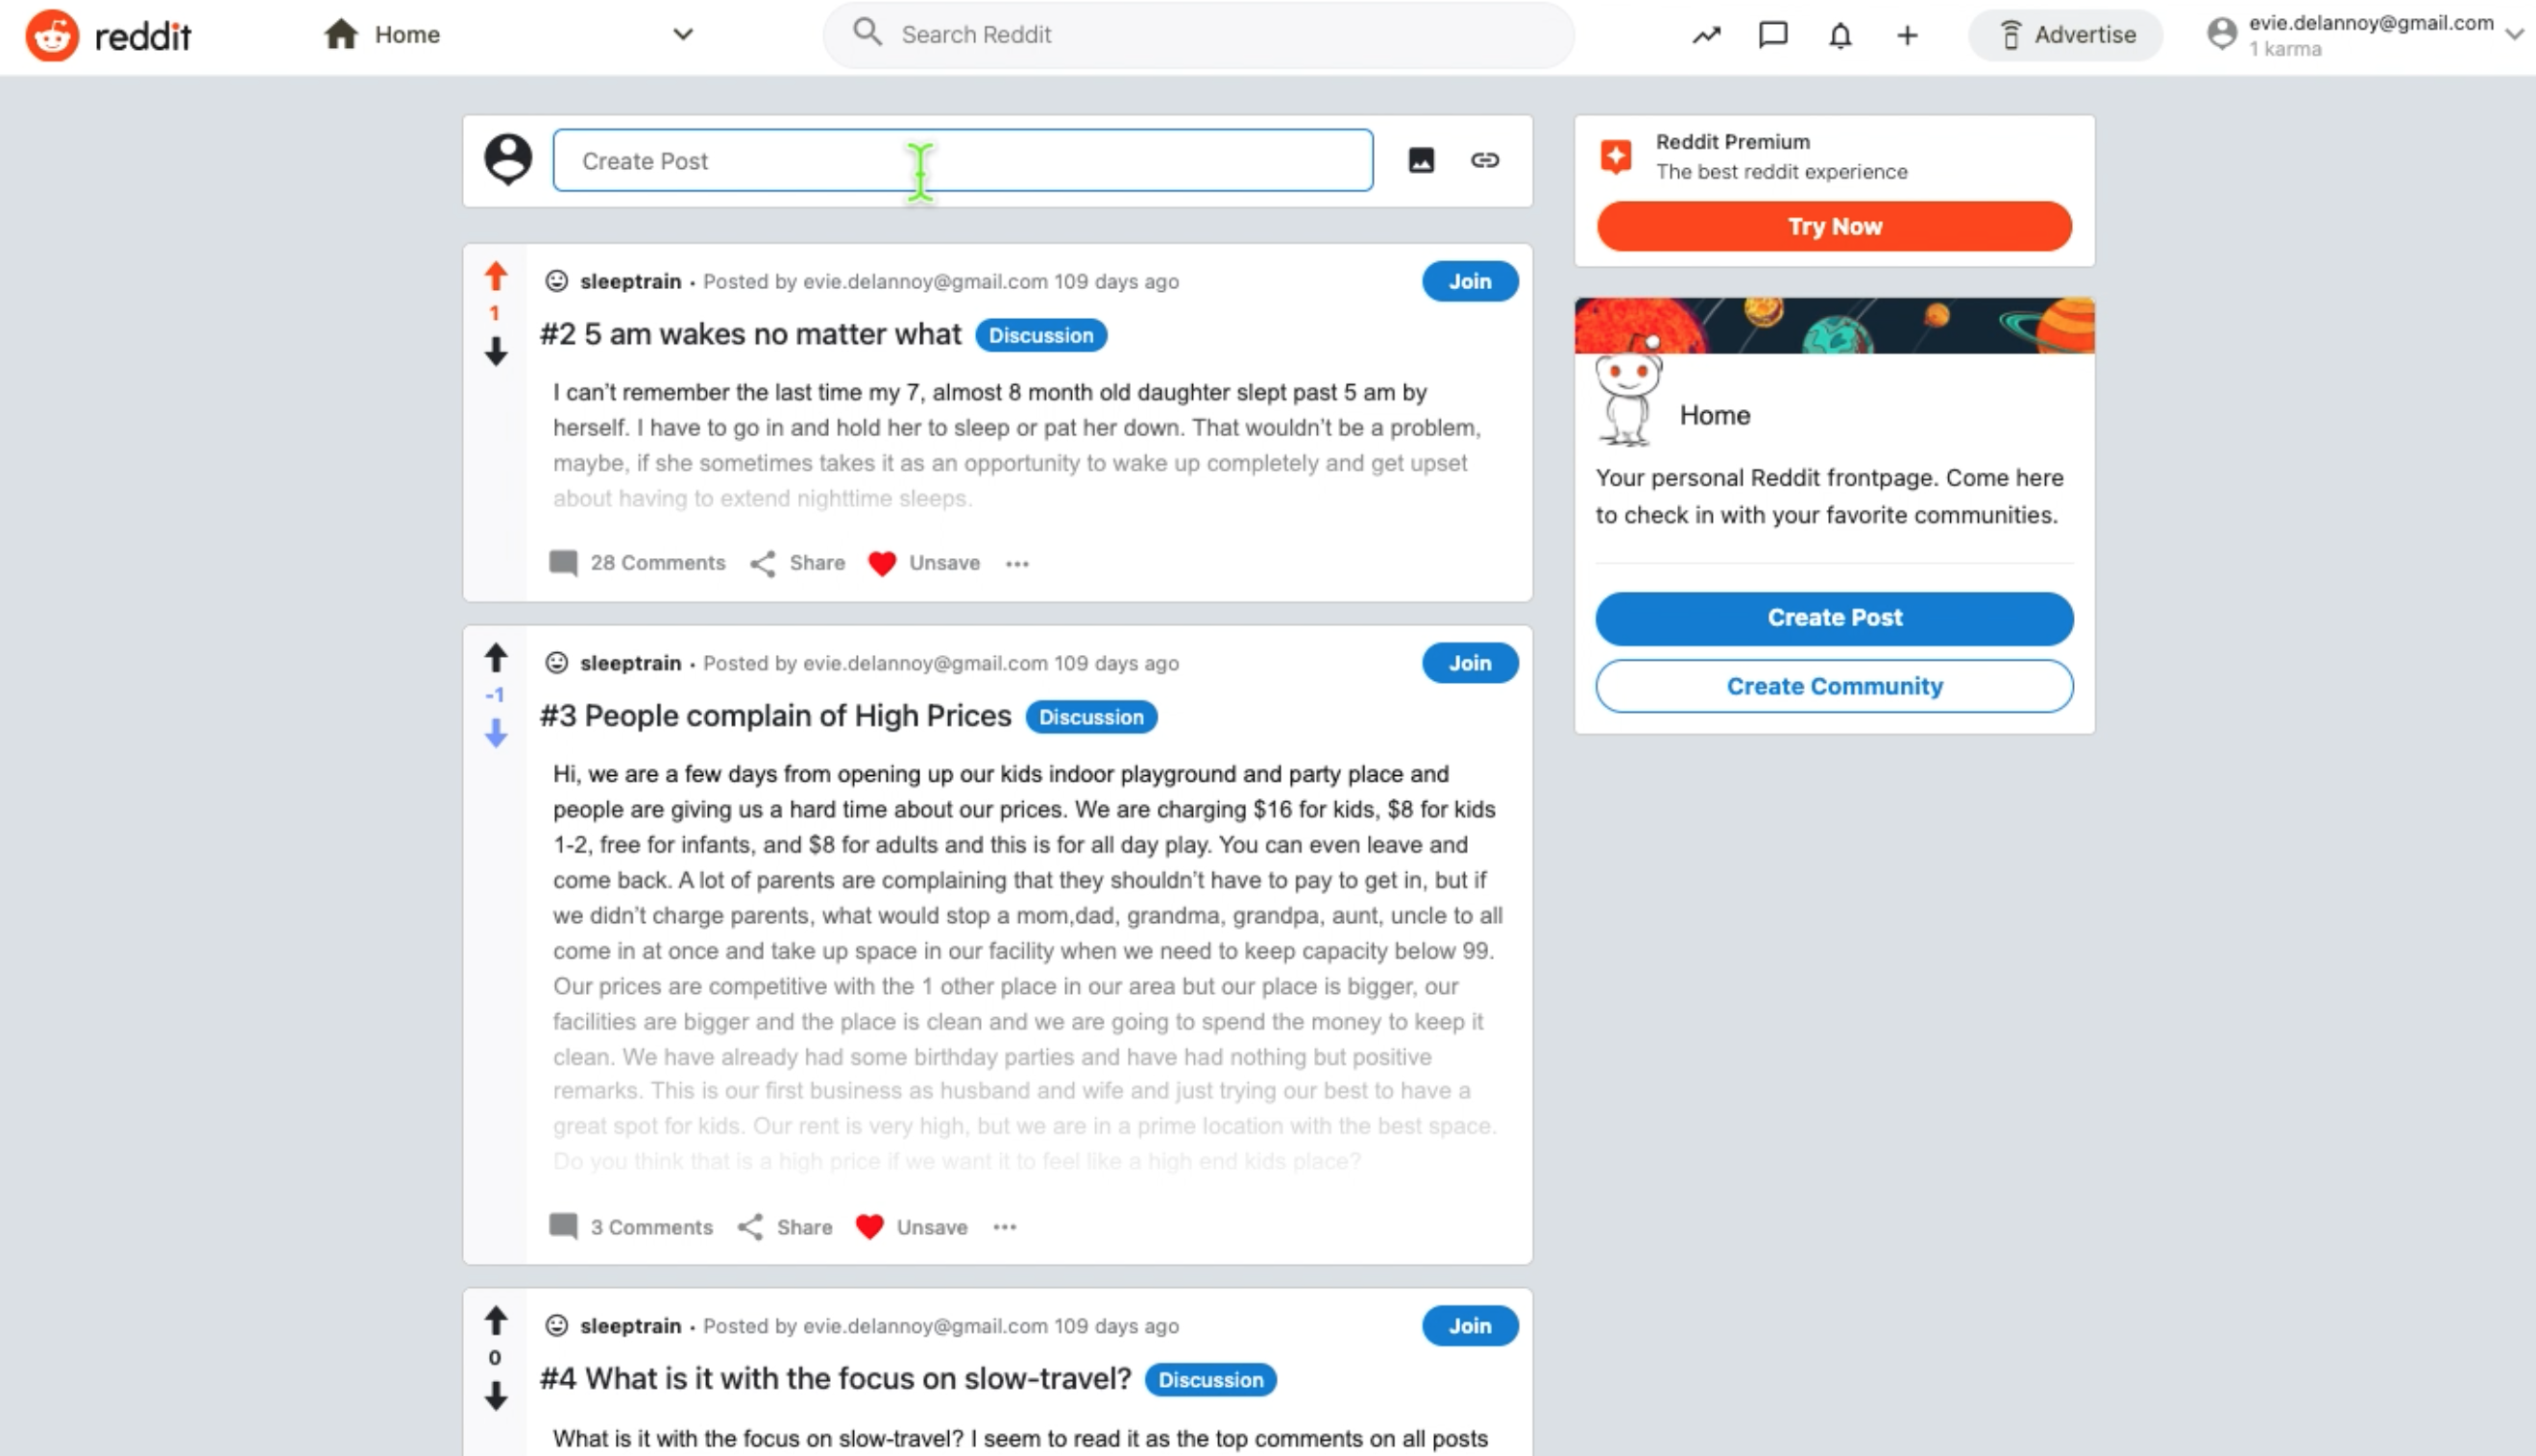 reddit
Home
Search Reddit
Advertise
evie.delannoy@gmail.com
1 karma
Create Post
sleeptrain • Posted by evie.delannoy@gmail.com 109 days ago
Join
1
#2 5 am wakes no matter what
Discussion
I can’t remember the last time my 7, almost 8 month old daughter slept past 5 am by
herself. I have to go in and hold her to sleep or pat her down. That wouldn’t be a problem,
maybe, if she sometimes takes it as an opportunity to wake up completely and get upset
about having to extend nighttime sleeps.
28 Comments
Share
Unsave
sleeptrain • Posted by evie.delannoy@gmail.com 109 days ago
Join
-1
#3 People complain of High Prices
Discussion
Hi, we are a few days from opening up our kids indoor playground and party place and
people are giving us a hard time about our prices. We are charging $16 for kids, $8 for kids
1-2, free for infants, and $8 for adults and this is for all day play. You can even leave and
come back. A lot of parents are complaining that they shouldn’t have to pay to get in, but if
we didn’t charge parents, what would stop a mom,dad, grandma, grandpa, aunt, uncle to all
come in at once and take up space in our facility when we need to keep capacity below 99.
Our prices are competitive with the 1 other place in our area but our place is bigger, our
facilities are bigger and the place is clean and we are going to spend the money to keep it
clean. We have already had some birthday parties and have had nothing but positive
remarks. This is our first business as husband and wife and just trying our best to have a
great spot for kids. Our rent is very high, but we are in a prime location with the best space.
Do you think that is a high price if we want it to feel like a high end kids place?
3 Comments
Share
Unsave
sleeptrain • Posted by evie.delannoy@gmail.com 109 days ago
Join
0
#4 What is it with the focus on slow-travel?
Discussion
What is it with the focus on slow-travel? I seem to read it as the top comments on all posts
Reddit Premium
The best reddit experience
Try Now
Home
Your personal Reddit frontpage. Come here
to check in with your favorite communities.
Create Post
Create Community